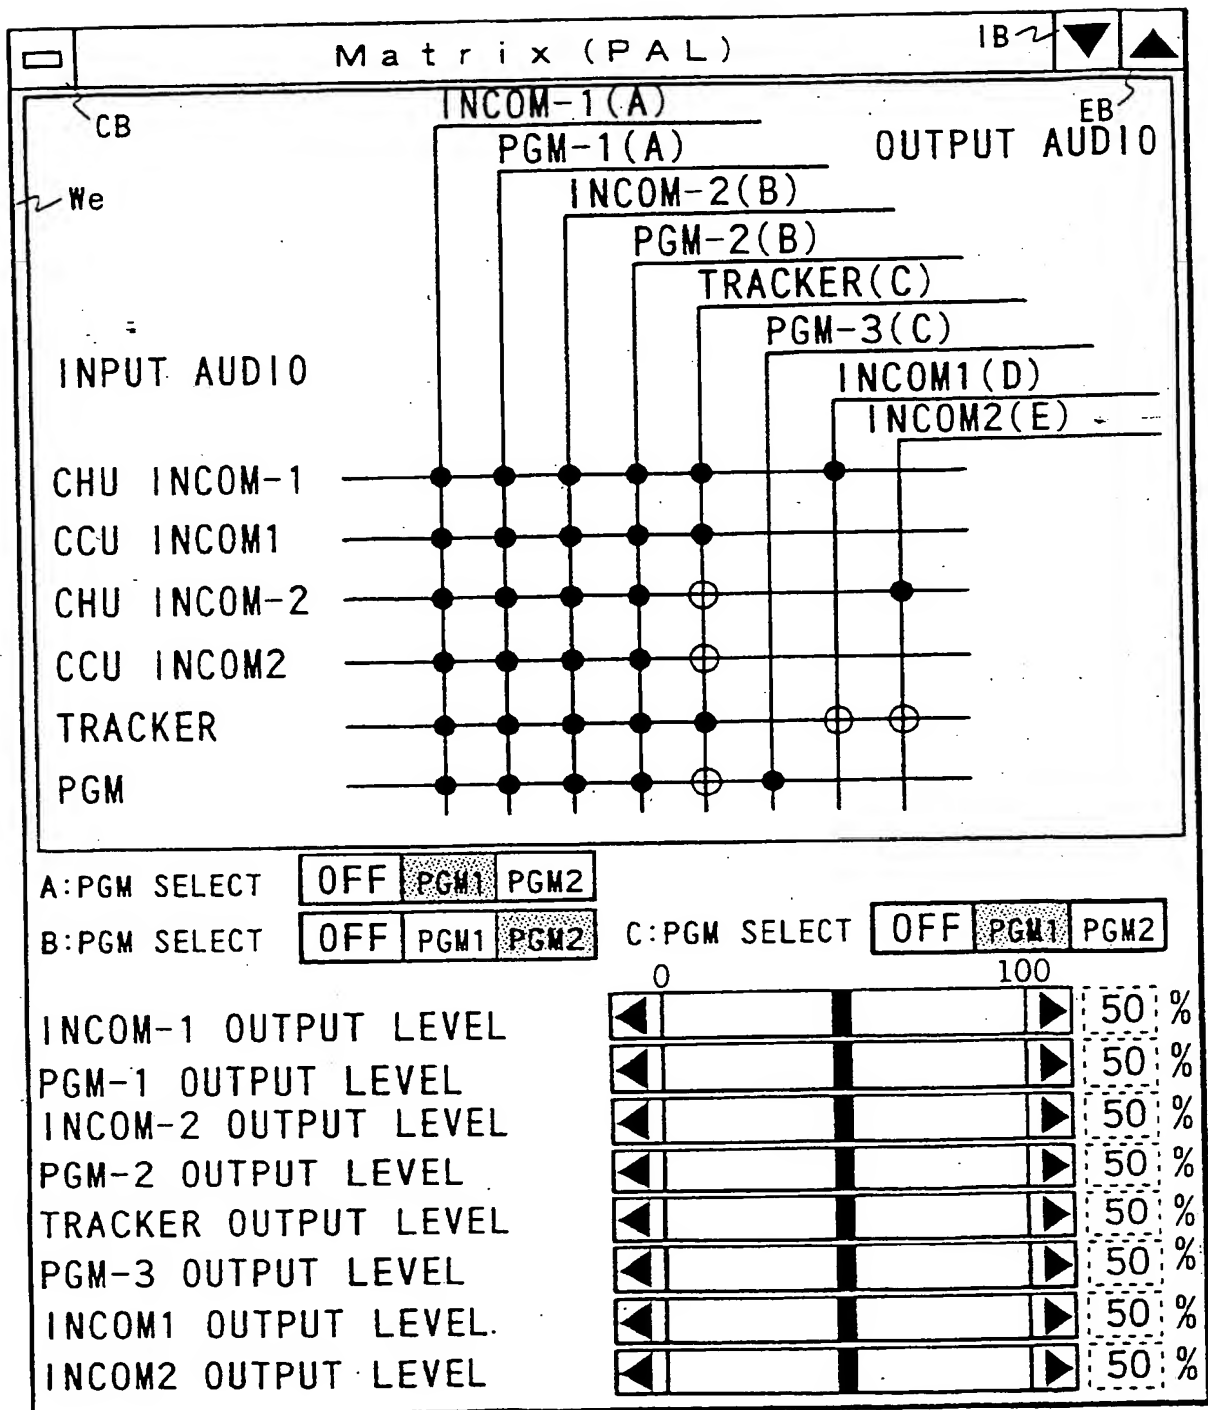 Matrix (PAL)
IB
CB
EB
We
INCOM-1(A)
OUTPUT AUDIO
PGM-1(A)
INCOM-2(B)
PGM-2(B)
TRACKER(C)
PGM-3(C)
INCOM1(D)
INCOM2(E)
INPUT AUDIO
CHU INCOM-1
CCU INCOM1
CHU INCOM-2
CCU INCOM2
TRACKER
PGM
A:PGM SELECT OFF PGM1 PGM2
B:PGM SELECT OFF PGM1 PGM2
C:PGM SELECT OFF PGM1 PGM2
0 100
INCOM-1 OUTPUT LEVEL 50 %
PGM-1 OUTPUT LEVEL 50 %
INCOM-2 OUTPUT LEVEL 50 %
PGM-2 OUTPUT LEVEL 50 %
TRACKER OUTPUT LEVEL 50 %
PGM-3 OUTPUT LEVEL 50 %
INCOM1 OUTPUT LEVEL 50 %
INCOM2 OUTPUT LEVEL 50 %